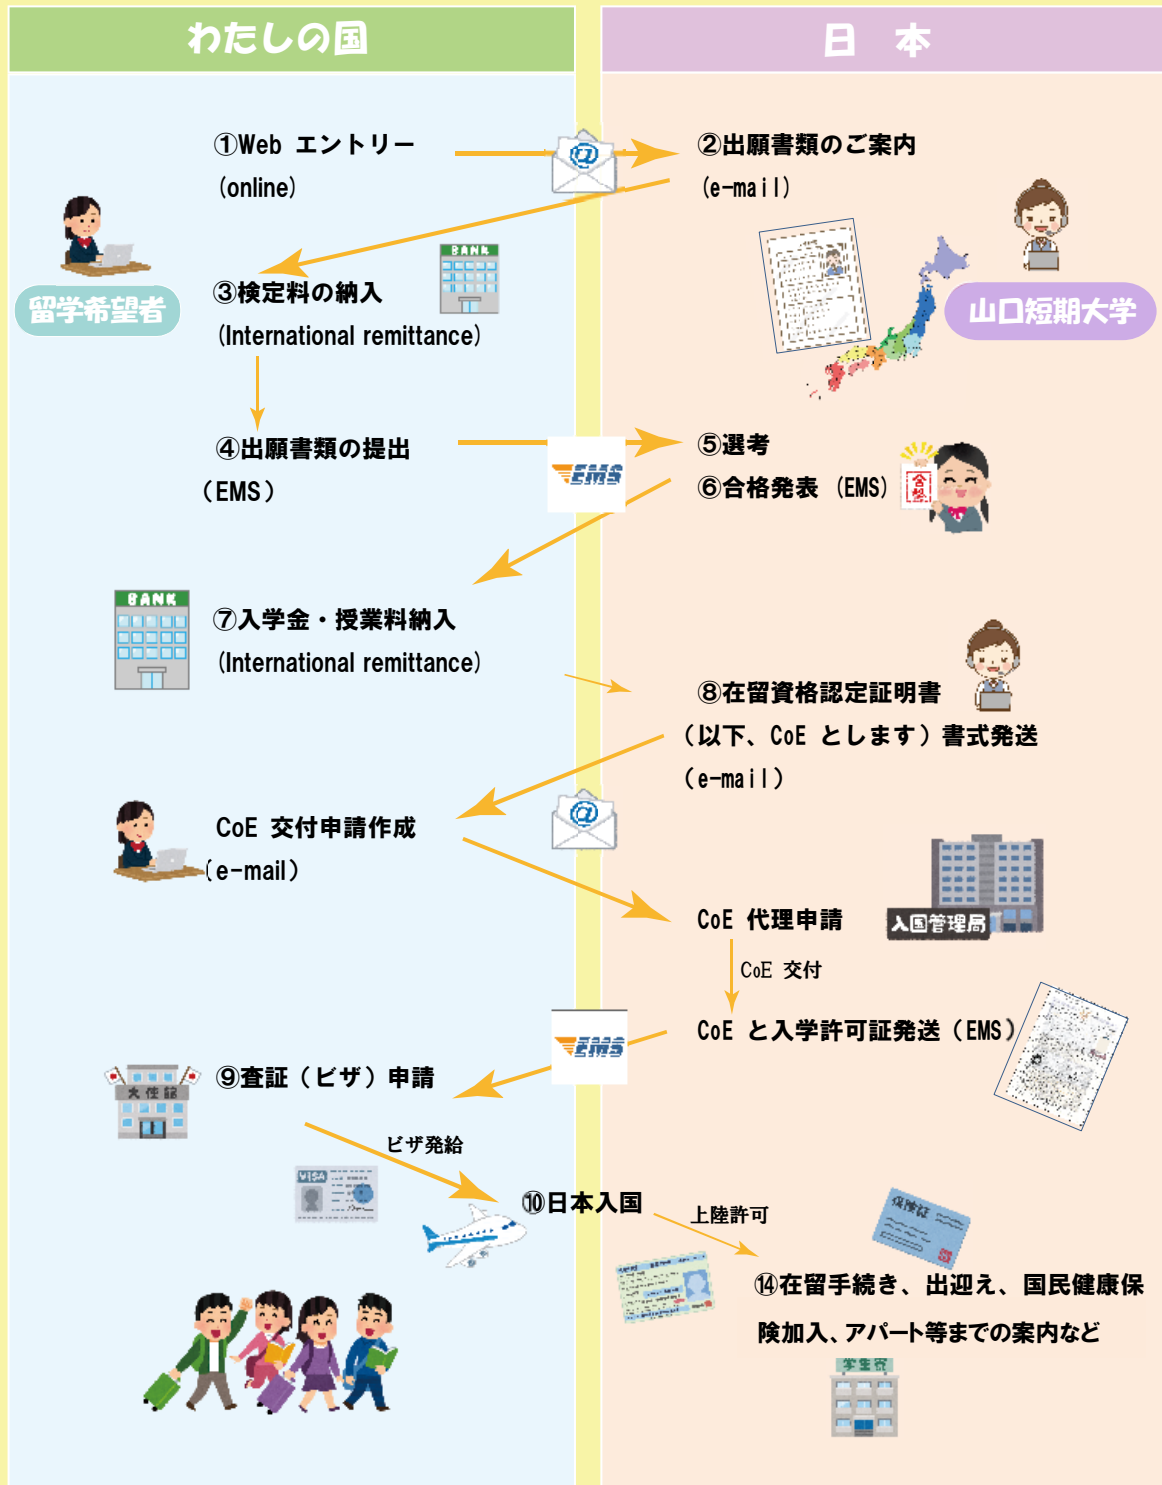 わたしの国
日 本
①Web エントリー
(online)
②出願書類のご案内
(e-mail)
留学希望者
BANK
③検定料の納入
(International remittance)
山口短期大学
④出願書類の提出
(EMS)
EMS
⑤選考
⑥合格発表 (EMS)
合格
BANK
⑦入学金・授業料納入
(International remittance)
⑧在留資格認定証明書
(以下、CoE とします) 書式発送
(e-mail)
CoE 交付申請作成
(e-mail)
CoE 代理申請
入国管理局
CoE 交付
CoE と入学許可証発送 (EMS)
EMS
大使館
⑨査証 (ビザ) 申請
ビザ発給
VISA
⑩日本入国
上陸許可
保険証
⑭在留手続き、出迎え、国民健康保
険加入、アパート等までの案内など
学生寮